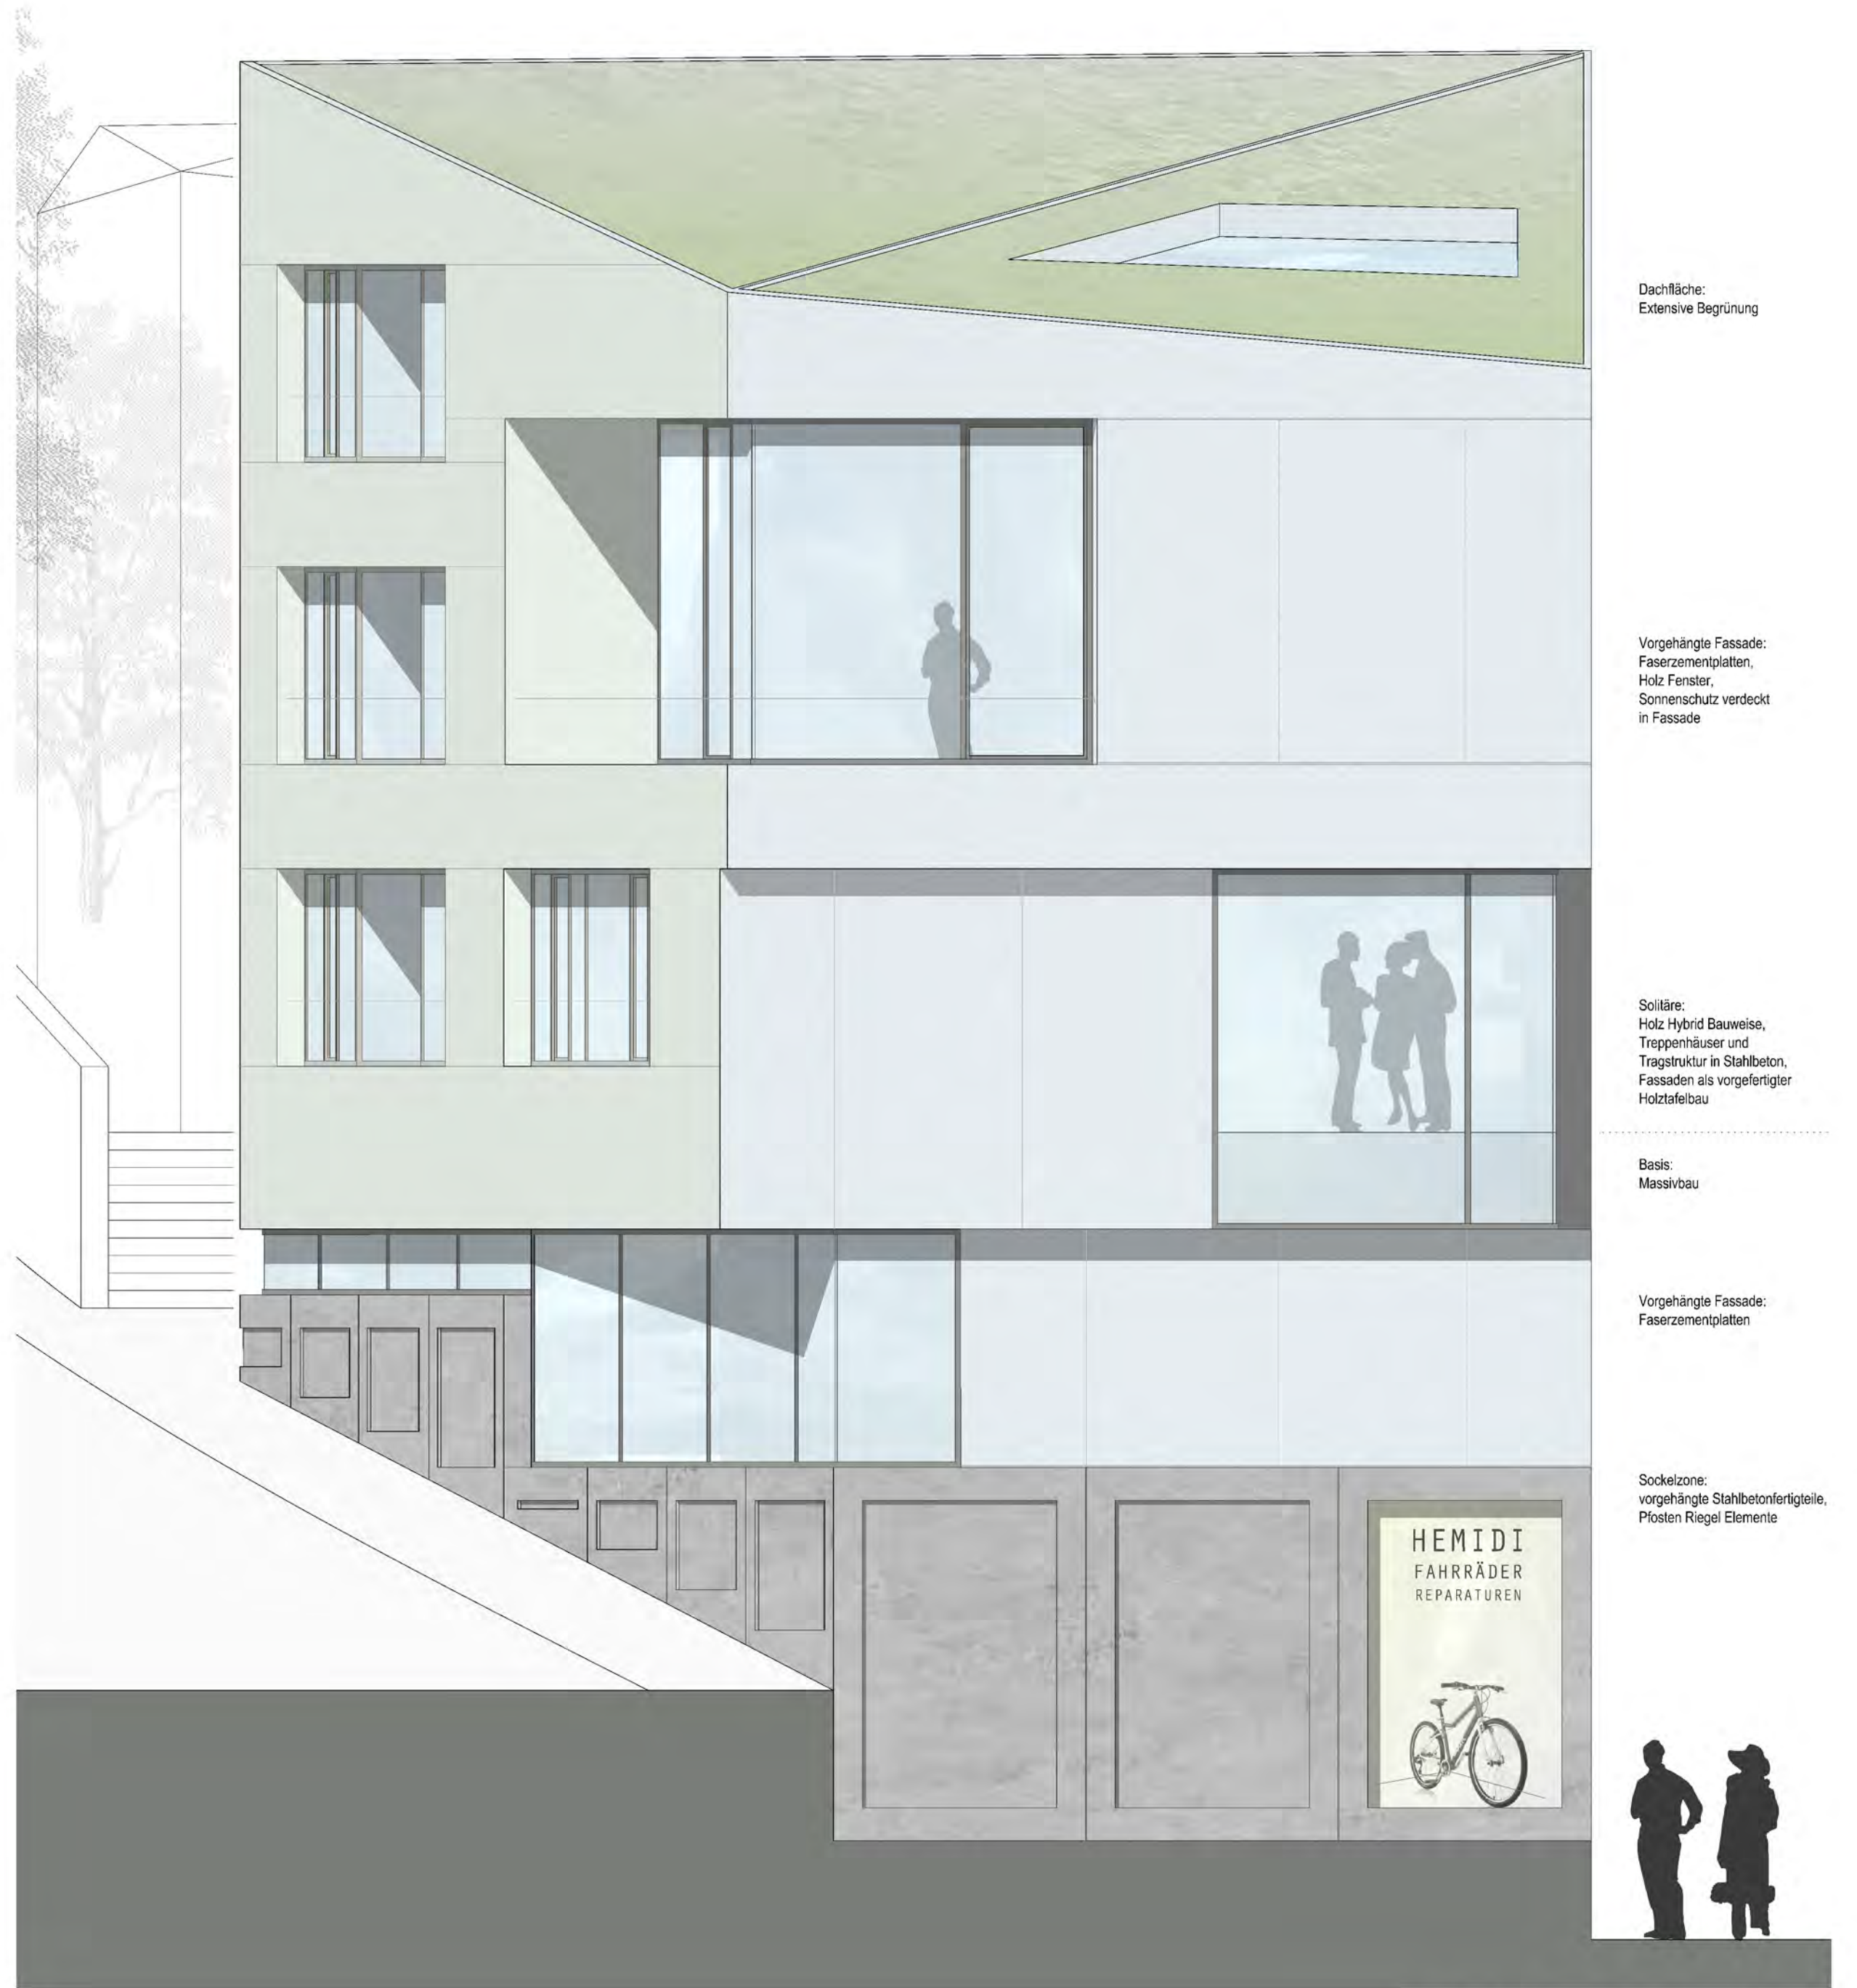 Dachfläche:
Extensive Begrünung
Vorgehängte Fassade:
Faserzementplatten,
Holz Fenster,
Sonnenschutz verdeckt
in Fassade
Solitäre:
Holz Hybrid Bauweise,
Treppenhäuser und
Tragstruktur in Stahlbeton,
Fassaden als vorgefertigter
Holztafelbau
Basis:
Massivbau
Vorgehängte Fassade:
Faserzementplatten
Sockelzone:
vorgehängte Stahlbetonfertigteile,
Pfosten Riegel Elemente
HEMIDI
FAHRRÄDER
REPARATUREN